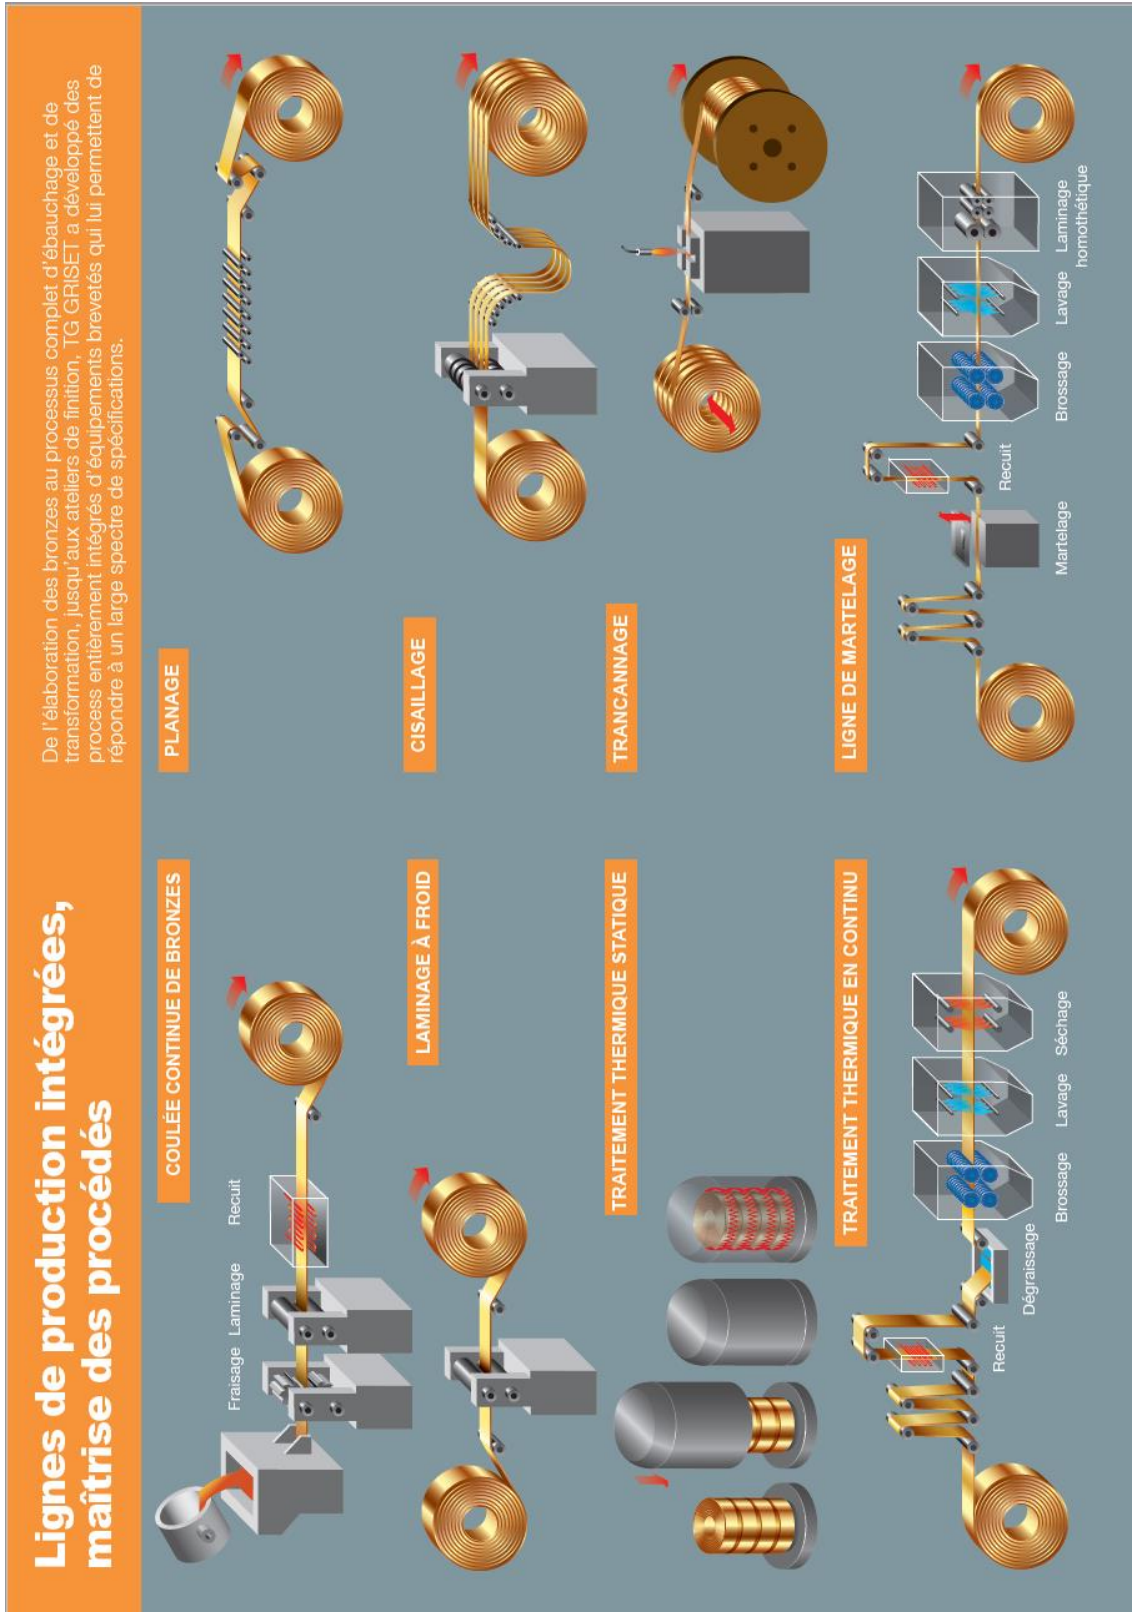 Lignes de production intégrées,
maîtrise des procédés
De l'élaboration des bronzes au processus complet d'ébauchage et de
transformation, jusqu'aux ateliers de finition, TG GRISET a développé des
process entièrement intégrés d'équipements brevetés qui lui permettent de
répondre à un large spectre de spécifications.
COULÉE CONTINUE DE BRONZES
Fraisage Laminage Recuit
LAMINAGE À FROID
TRAITEMENT THERMIQUE STATIQUE
TRAITEMENT THERMIQUE EN CONTINU
Recuit
Dégraissage
Brossage
Lavage
Séchage
PLANAGE
CISAILLAGE
TRANCANNAGE
LIGNE DE MARTELAGE
Martelage
Recuit
Brossage
Lavage
Laminage
homothétique